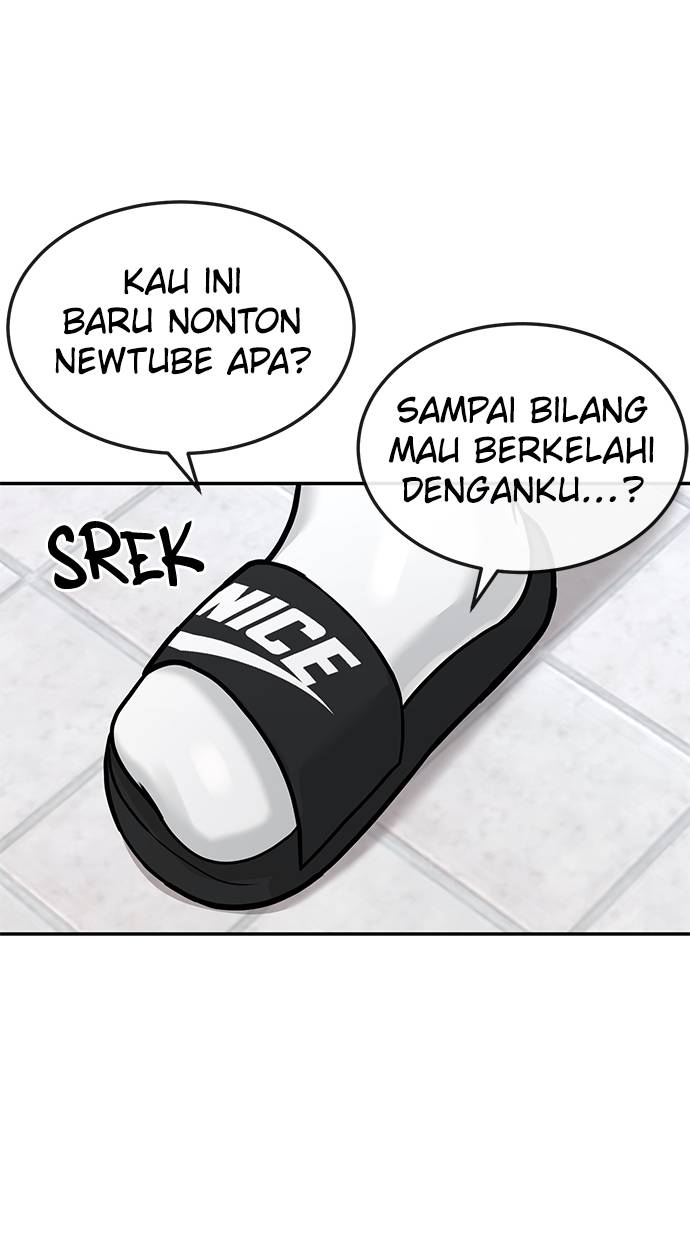 KAU INI
BARU NONTON
NEWTUBE APA?
SAMPAI BILANG
MAU BERKELAHI
DENGANKU...?
SREK
NICE